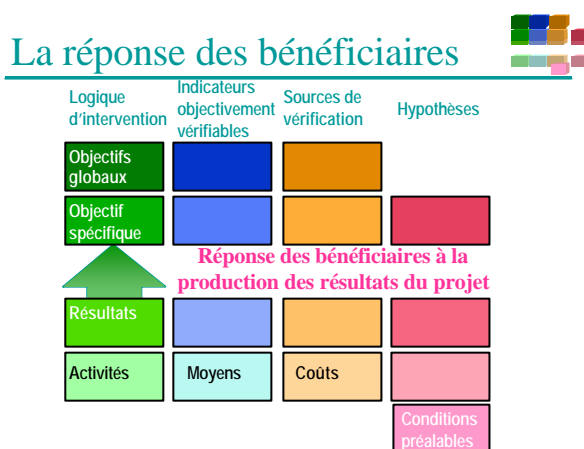 La réponse des bénéficiaires
Logique
d'intervention
Indicateurs
objectivement
vérifiables
Sources de
vérification
Hypothèses
Objectifs
globaux
Objectif
spécifique
Réponse des bénéficiaires à la
production des résultats du projet
Résultats
Activités
Moyens
Coûts
Conditions
préalables